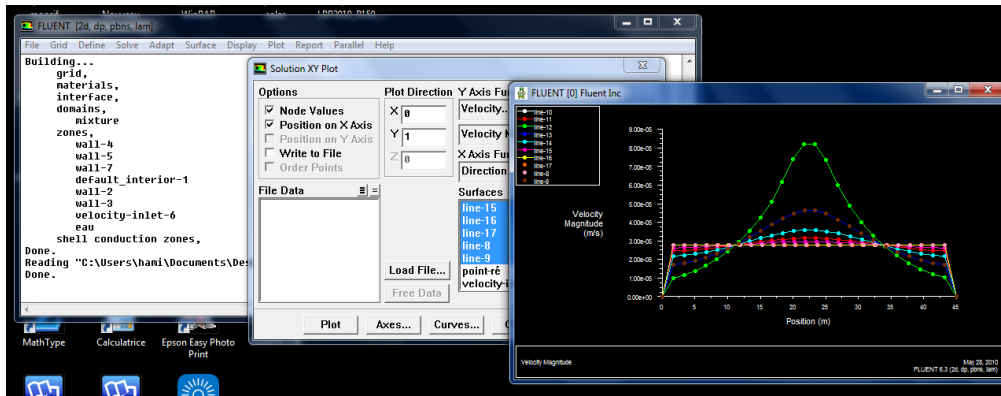 FLUENT [2d, dp, pbns, lam]
File Grid Define Solve Adapt Surface Display Plot Report Parallel Help
Building...
grid,
materials,
interface,
domains,
mixture
zones,
wall-4
wall-5
wall-7
default_interior-1
wall-2
wall-3
velocity-inlet-6
eau
shell conduction zones,
Done.
Reading "C:\Users\hami\Documents\Des
Done.
MathType
Calculatrice
Epson Easy Photo
Print
Solution XY Plot
Options
Node Values
Position on X Axis
Position on Y Axis
Write to File
Order Points
Plot Direction
X 0
Y 1
Z 0
Y Axis Fu
Velocity..
Velocity M
X Axis Fu
Direction
File Data
Surfaces
line-15
line-16
line-17
line-8
line-9
point-ré
velocity-i
Load File...
Free Data
Plot
Axes...
Curves...
FLUENT [0] Fluent Inc
line-10
line-11
line-12
line-13
line-14
line-15
line-16
line-17
line-8
line-9
Velocity
Magnitude
(m/s)
9.00e-05
8.00e-05
7.00e-05
6.00e-05
5.00e-05
4.00e-05
3.00e-05
2.00e-05
1.00e-05
0.00e+00
0 5 10 15 20 25 30 35 40 45
Position (m)
Velocity Magnitude
May 28, 2010
FLUENT 6.3 (2d, dp, pbns, lam)